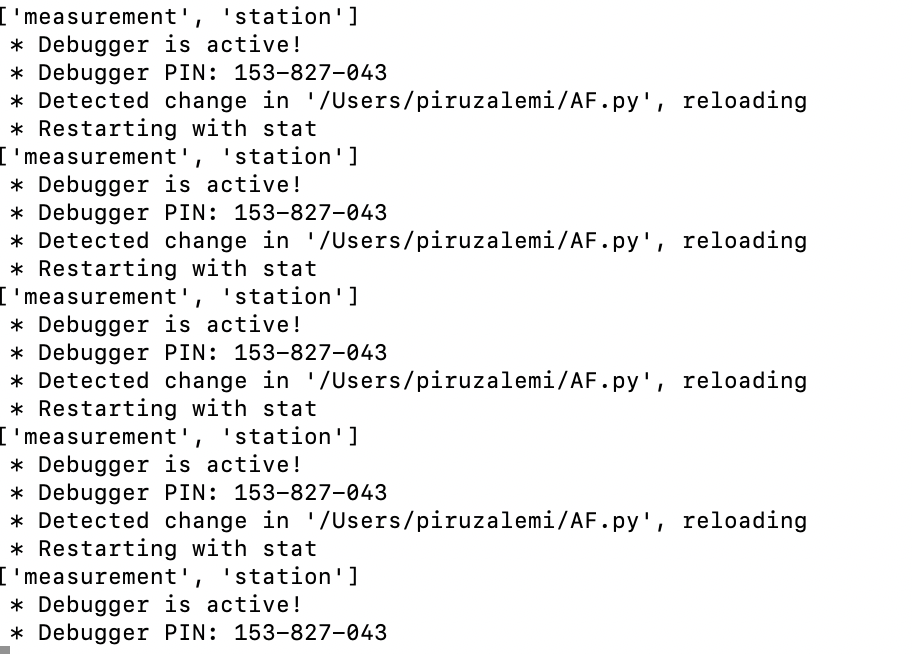 ['measurement', 'station']
 * Debugger is active!
 * Debugger PIN: 153-827-043
 * Detected change in '/Users/piruzalemi/AF.py', reloading
 * Restarting with stat
['measurement', 'station']
 * Debugger is active!
 * Debugger PIN: 153-827-043
 * Detected change in '/Users/piruzalemi/AF.py', reloading
 * Restarting with stat
['measurement', 'station']
 * Debugger is active!
 * Debugger PIN: 153-827-043
 * Detected change in '/Users/piruzalemi/AF.py', reloading
 * Restarting with stat
['measurement', 'station']
 * Debugger is active!
 * Debugger PIN: 153-827-043
 * Detected change in '/Users/piruzalemi/AF.py', reloading
 * Restarting with stat
['measurement', 'station']
 * Debugger is active!
 * Debugger PIN: 153-827-043